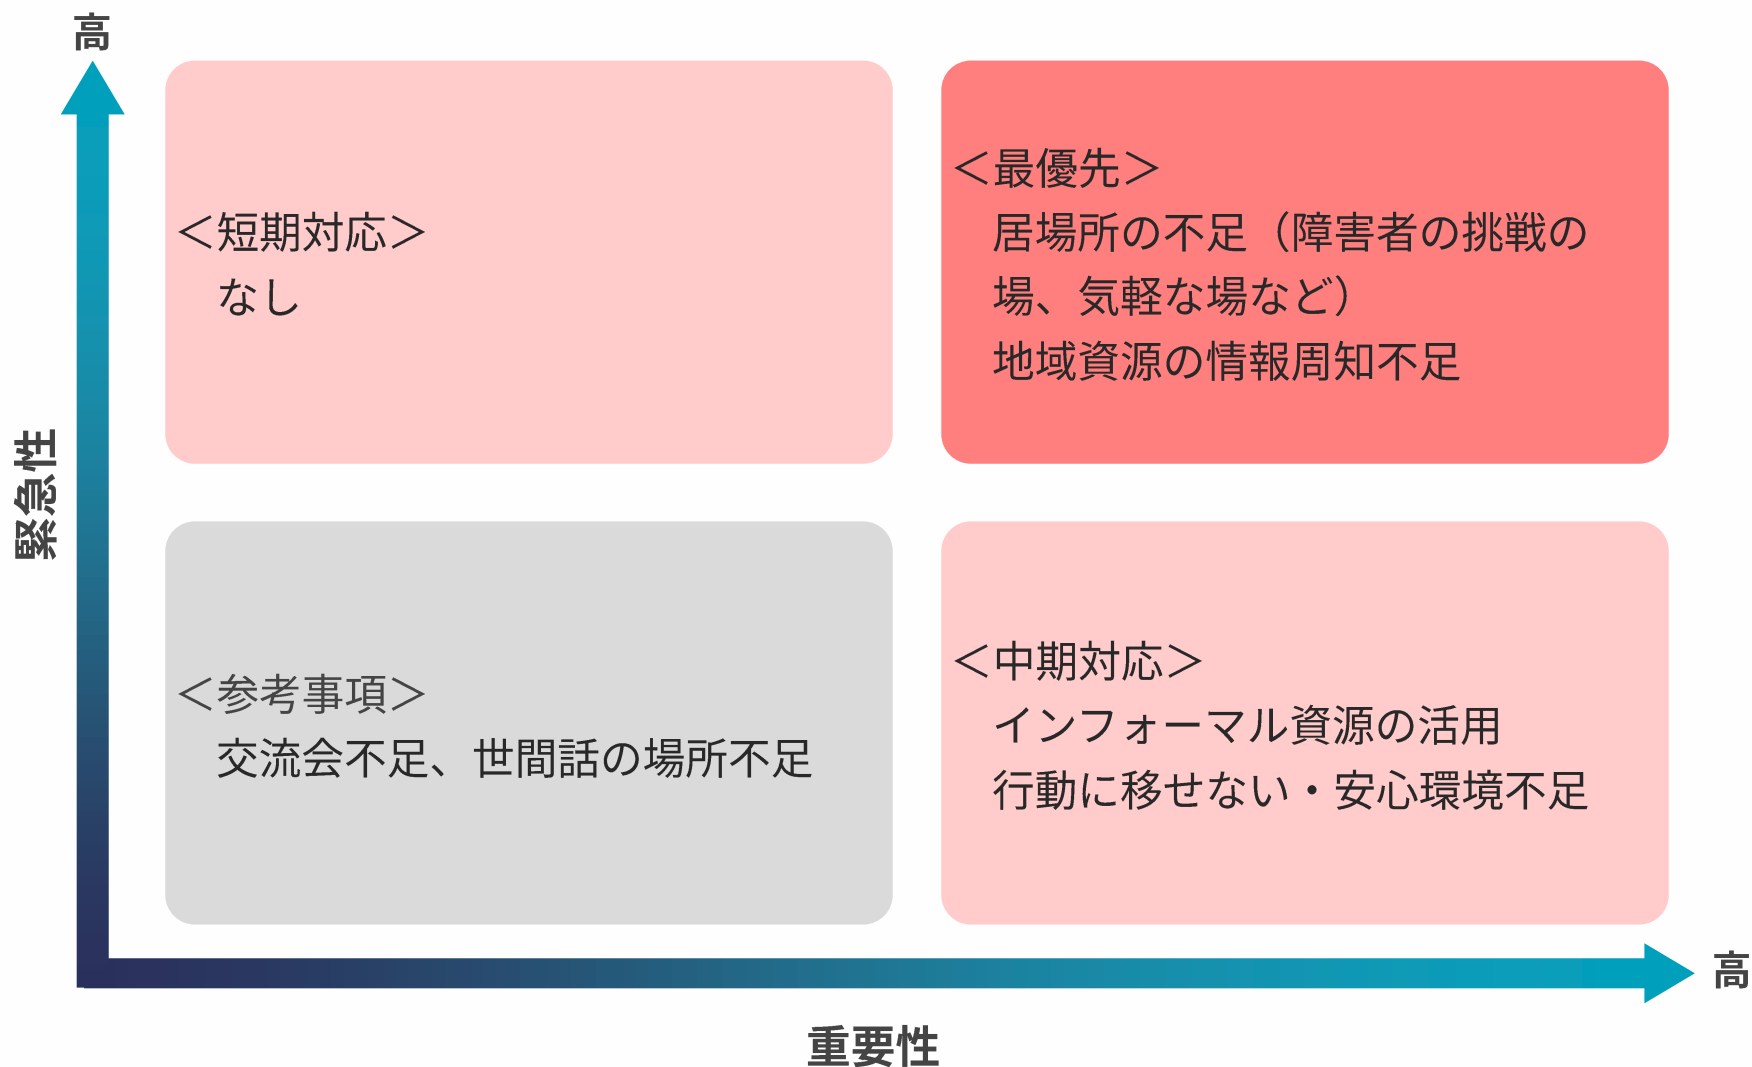 高
＜短期対応＞
なし
＜最優先＞
居場所の不足（障害者の挑戦の
場、気軽な場など）
地域資源の情報周知不足
緊急性
＜参考事項＞
交流会不足、世間話の場所不足
＜中期対応＞
インフォーマル資源の活用
行動に移せない・安心環境不足
高
重要性